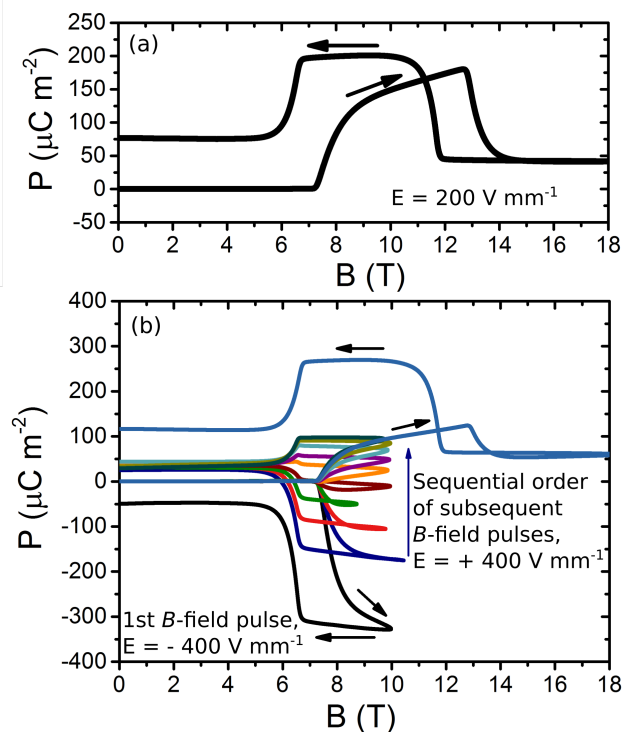 (a)
P (µC m⁻²)
250
200
150
100
50
0
-50
E = 200 V mm⁻¹
0 2 4 6 8 10 12 14 16 18
B (T)
(b)
P (µC m⁻²)
400
300
200
100
0
-100
-200
-300
-400
Sequential order
of subsequent
B-field pulses,
E = + 400 V mm⁻¹
1st B-field pulse,
E = - 400 V mm⁻¹
0 2 4 6 8 10 12 14 16 18
B (T)